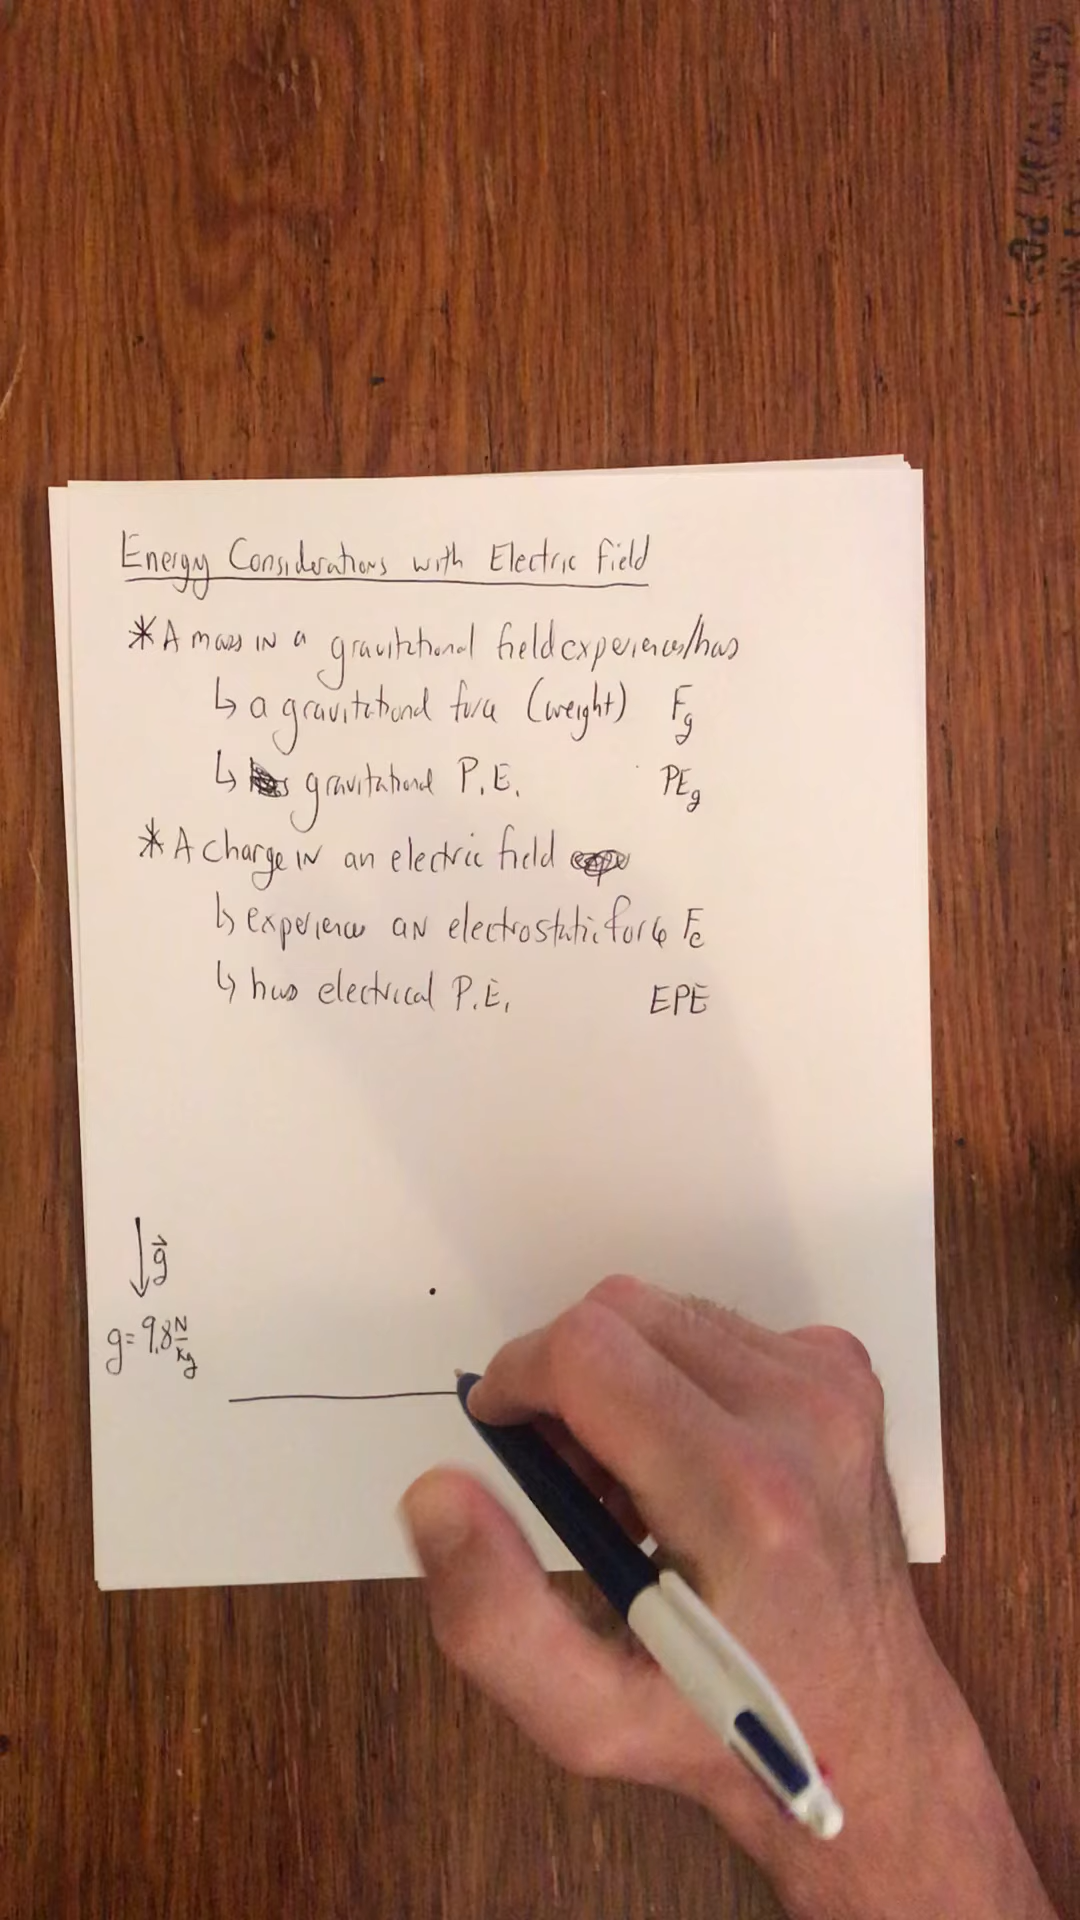 Energy Considerations with Electric Field
* A mass in a gravitational field experiences/has
↳ a gravitational force (weight) Fg
↳ gravitational P.E. PEg
* A charge in an electric field
↳ experiences an electrostatic force Fe
↳ has electrical P.E. EPE
g
g = 9.8 N/kg